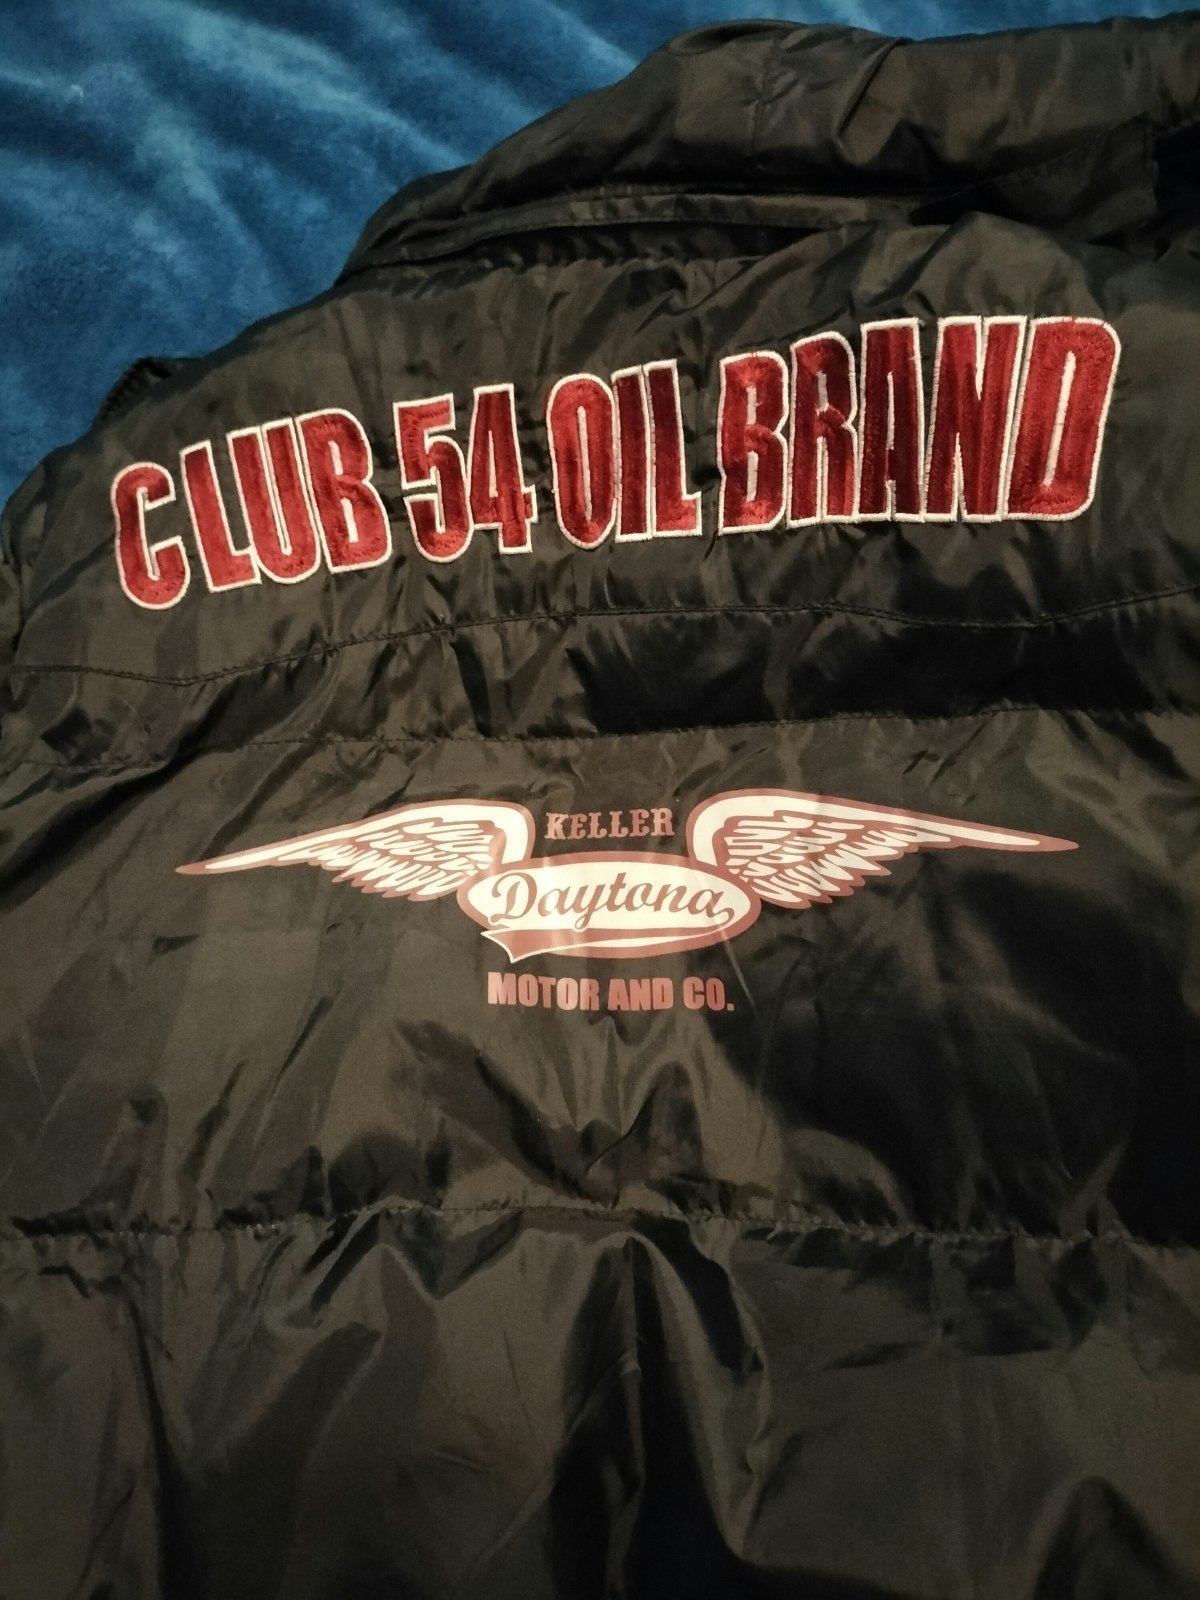 CLUB 54 OIL BRAND
KELLER
Daytona
MOTOR AND CO.